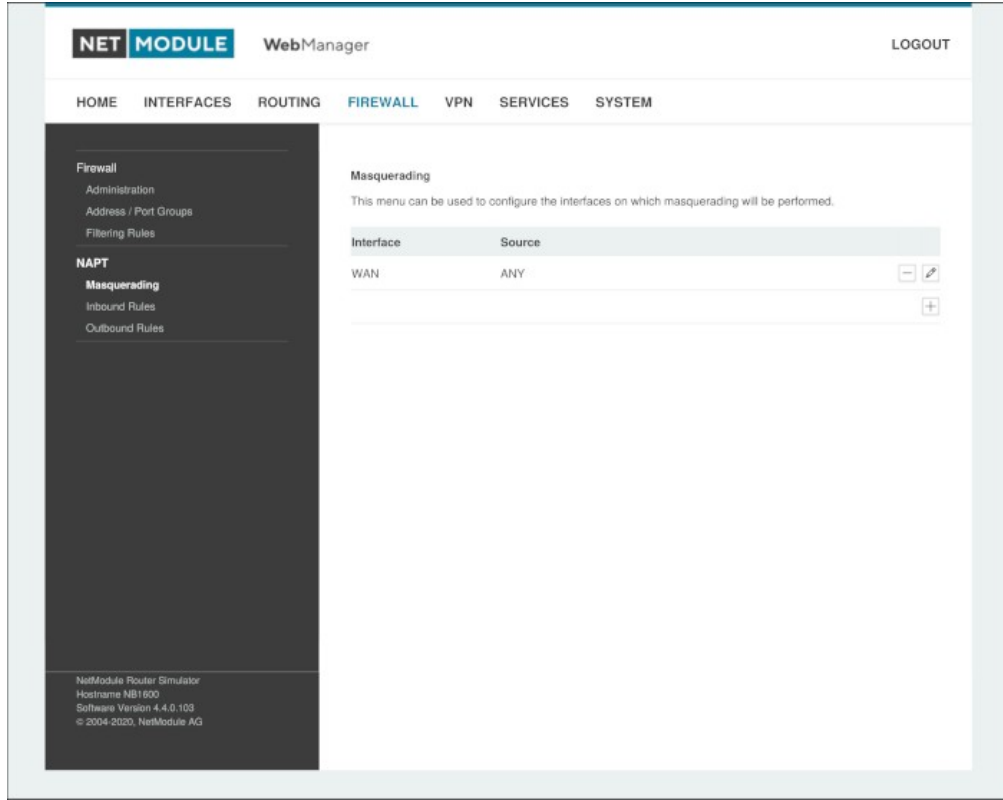 NET MODULE WebManager LOGOUT
HOME INTERFACES ROUTING FIREWALL VPN SERVICES SYSTEM
Firewall
Administration
Address / Port Groups
Filtering Rules
NAPT
Masquerading
Inbound Rules
Outbound Rules
Masquerading
This menu can be used to configure the interfaces on which masquerading will be performed.
Interface Source
WAN ANY
NetModule Router Simulator
Hostname NB1600
Software Version 4.4.0.103
© 2004-2020, NetModule AG